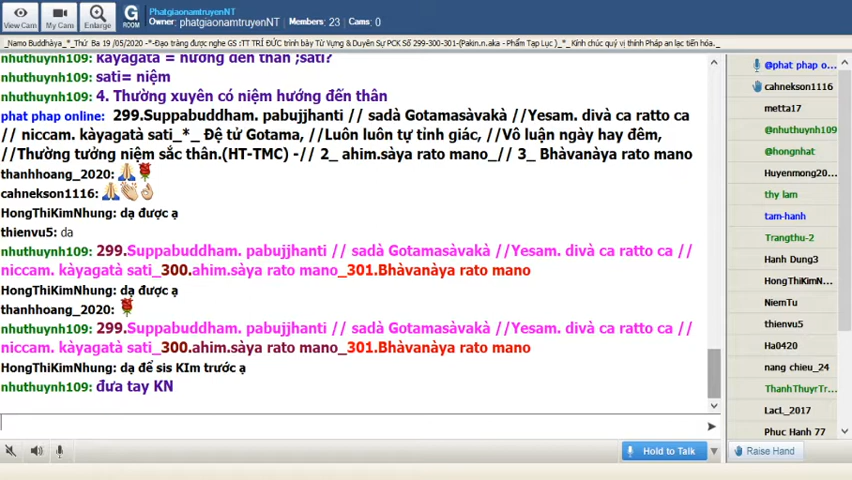 PhatgiaonamtruyenNT
Owner: phatgiaonamtruyenNT Members: 23 Cams: 0
View Cam My Cam Enlarge
G ROOM
_Namo Buddhàya_*_Thứ Ba 19 /05/2020 -*-Đạo tràng được nghe GS :TT TRÍ ĐỨC trình bày Từ Vựng & Duyên Sự PCK Số 299-300-301-(Pakin.n.aka - Phẩm Tạp Lục )_*_ Kính chúc quý vị thính Pháp an lạc tiến hóa._
nhuthuynh109: kàyagatà = hướng đến thân ;sati?
nhuthuynh109: sati= niệm
nhuthuynh109: 4. Thường xuyên có niệm hướng đến thân
phat phap online: 299.Suppabuddham. pabujjhanti // sadà Gotamasàvakà //Yesam. divà ca ratto ca
// niccam. kàyagatà sati_*_ Đệ tử Gotama, //Luôn luôn tự tỉnh giác, //Vô luận ngày hay đêm,
//Thường tưởng niệm sắc thân.(HT-TMC) -// 2_ ahim.sàya rato mano_// 3_ Bhàvanàya rato mano
thanhhoang_2020:
cahnekson1116:
HongThiKimNhung: dạ được ạ
thienvu5: da
nhuthuynh109: 299.Suppabuddham. pabujjhanti // sadà Gotamasàvakà //Yesam. divà ca ratto ca //
niccam. kàyagatà sati_300.ahim.sàya rato mano_301.Bhàvanàya rato mano
HongThiKimNhung: dạ được ạ
thanhhoang_2020:
nhuthuynh109: 299.Suppabuddham. pabujjhanti // sadà Gotamasàvakà //Yesam. divà ca ratto ca //
niccam. kàyagatà sati_300.ahim.sàya rato mano_301.Bhàvanàya rato mano
HongThiKimNhung: dạ để sis KIm trước ạ
nhuthuynh109: đưa tay KN
@phat phap o...
cahnekson1116
metta17
@nhuthuynh109
@hongnhat
Huyenmong20...
thy lam
tam-hanh
Trangthu-2
Hanh Dung3
HongThiKimN...
NiemTu
thienvu5
Ha0420
nang chieu_24
ThanhThuyrTr...
LacL_2017
Phuc Hanh 77
Hold to Talk
Raise Hand